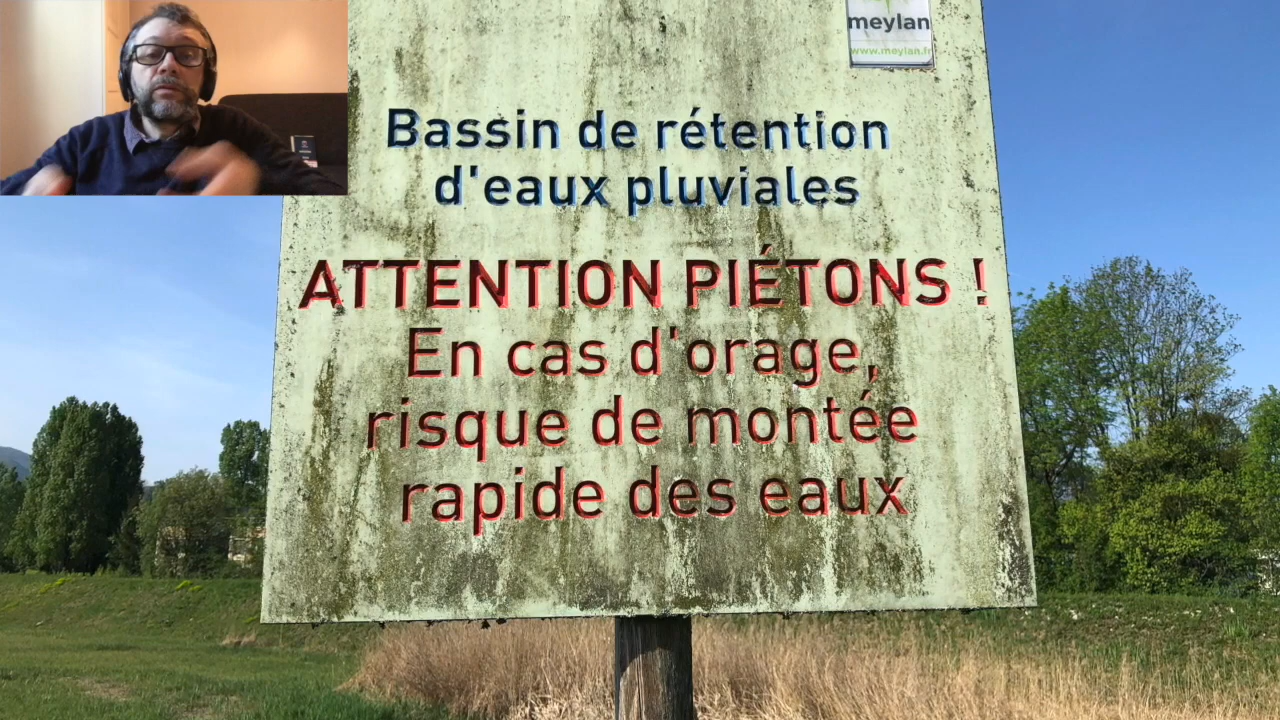 meylan
www.meylan.fr
Bassin de rétention
d'eaux pluviales
ATTENTION PIÉTONS !
En cas d'orage,
risque de montée
rapide des eaux